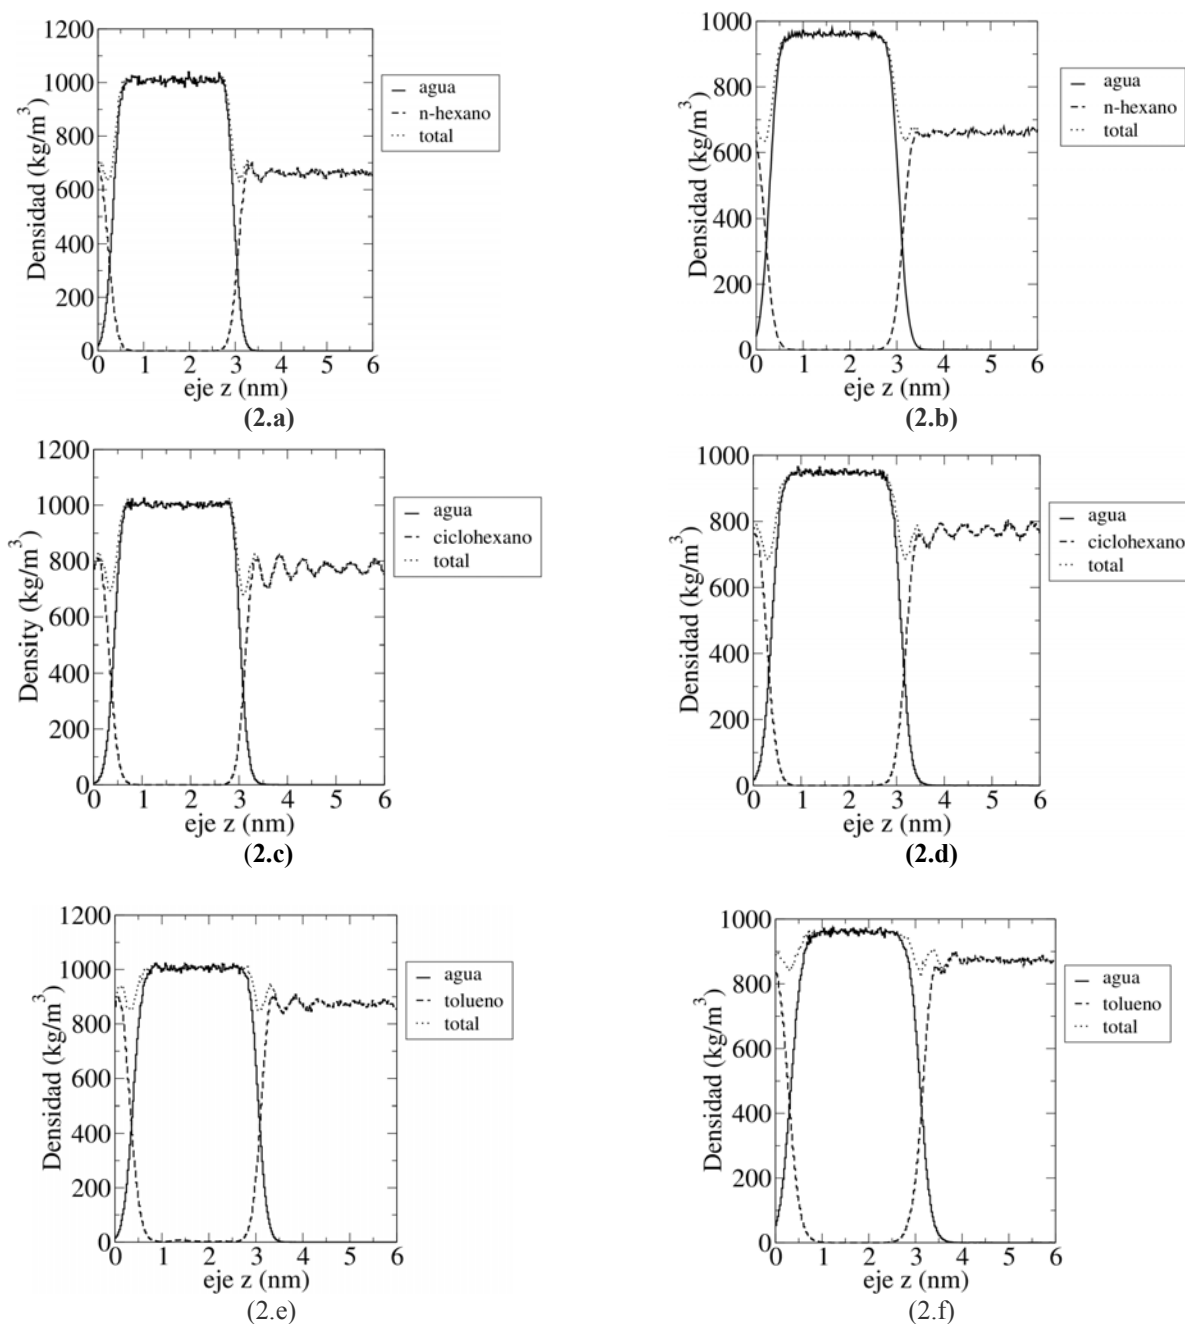 1200
1000
800
600
400
200
0
Densidad (kg/m3)
0 1 2 3 4 5 6
eje z (nm)
agua
n-hexano
total
(2.a)
1000
800
600
400
200
0
Densidad (kg/m3)
0 1 2 3 4 5 6
eje z (nm)
agua
n-hexano
total
(2.b)
1200
1000
800
600
400
200
0
Density (kg/m3)
0 1 2 3 4 5 6
eje z (nm)
agua
ciclohexano
total
(2.c)
1000
800
600
400
200
0
Densidad (kg/m3)
0 1 2 3 4 5 6
eje z (nm)
agua
ciclohexano
total
(2.d)
1200
1000
800
600
400
200
0
Densidad (kg/m3)
0 1 2 3 4 5 6
eje z (nm)
agua
tolueno
total
(2.e)
1000
800
600
400
200
0
Densidad (kg/m3)
0 1 2 3 4 5 6
eje z (nm)
agua
tolueno
total
(2.f)